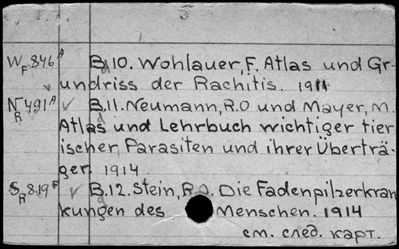 5
W F 846 A B.10. Wohlauer, F. Atlas und Gr-
undriss der Rachitis. 1911
N R 491 A B.11. Neumann, R.O und Mayer, M.
Atlas und Lehrbuch wichtiger tier
ischer Parasiten und ihrer Überträ-
ger. 1914
S R 819 F B.12. Stein, R.O. Die Fadenpilzerkran
kungen des Menschen. 1914
см. след. карт.